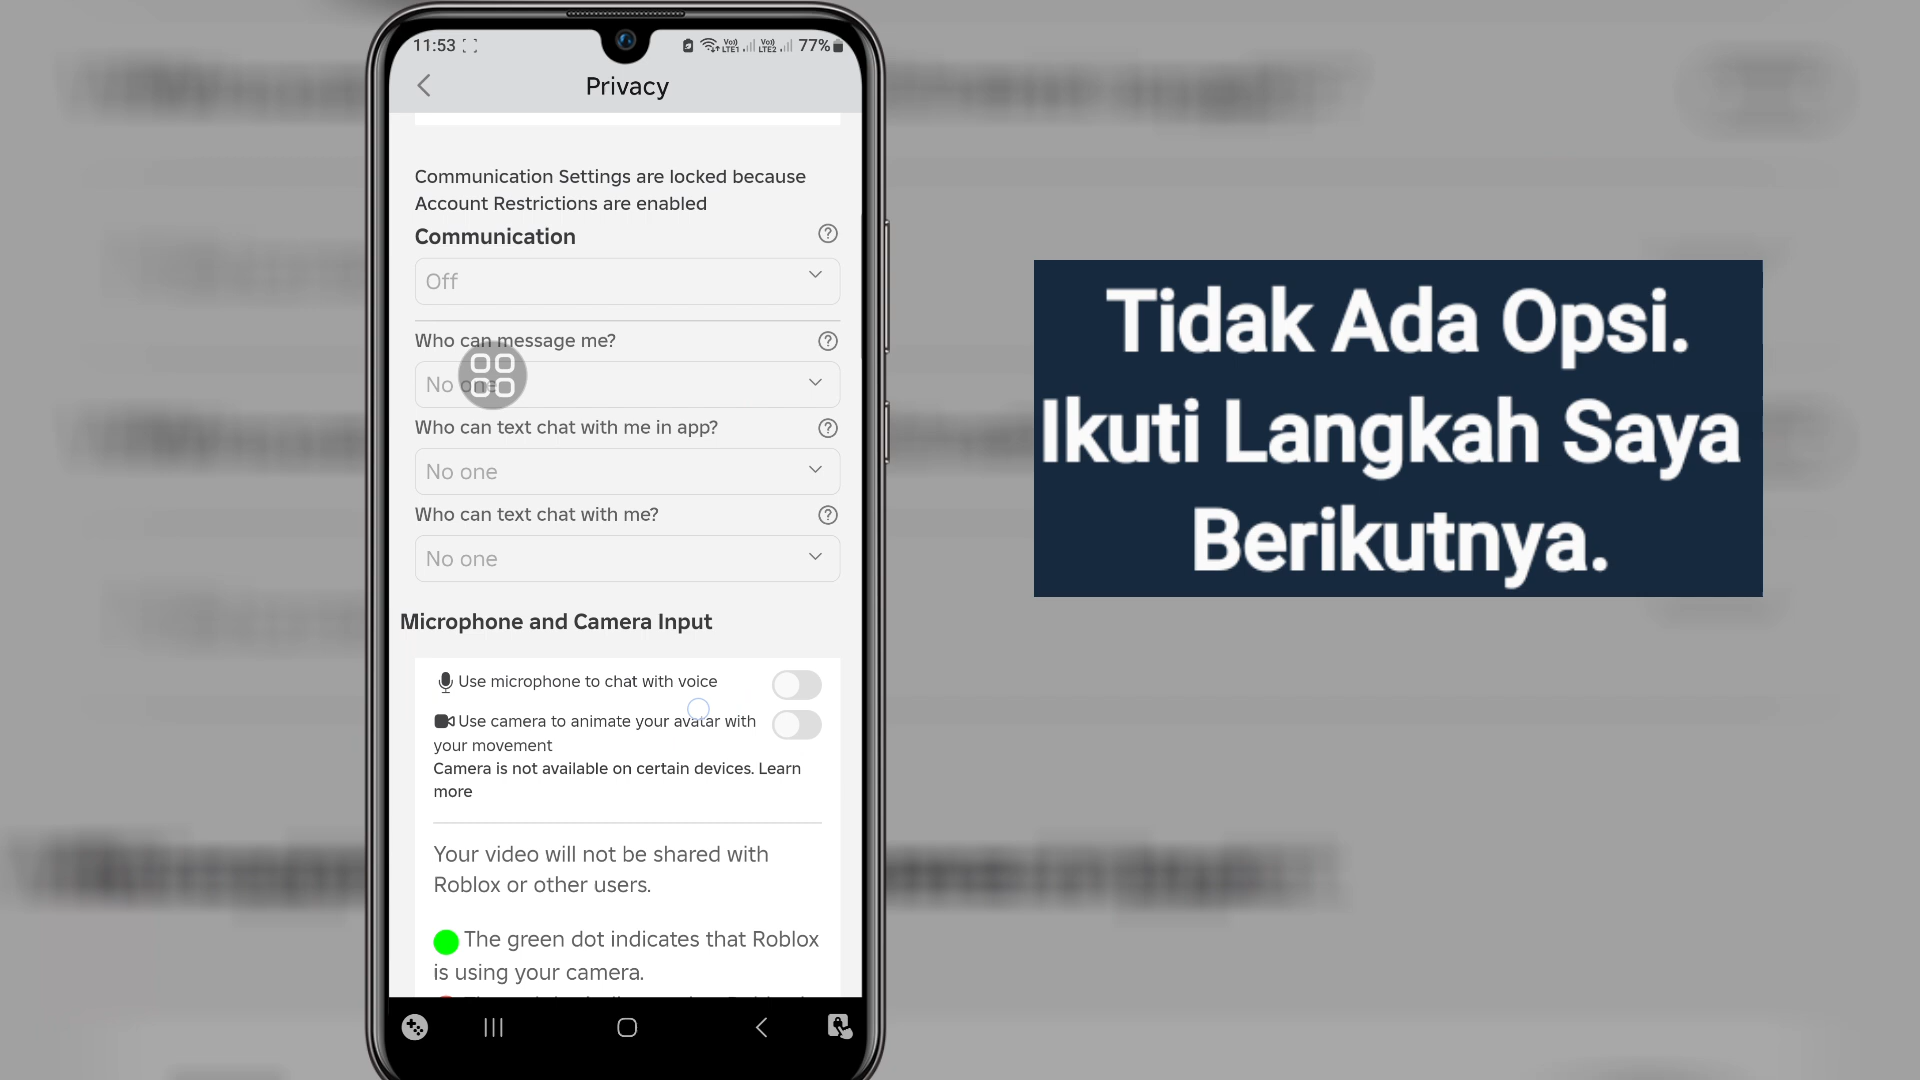 11:53
Vo) LTE1
Vo) LTE2
77%
Privacy
Communication Settings are locked because
Account Restrictions are enabled
Communication
Off
Who can message me?
No one
Who can text chat with me in app?
No one
Who can text chat with me?
No one
Microphone and Camera Input
Use microphone to chat with voice
Use camera to animate your avatar with
your movement
Camera is not available on certain devices. Learn
more
Your video will not be shared with
Roblox or other users.
The green dot indicates that Roblox
is using your camera.
Tidak Ada Opsi.
Ikuti Langkah Saya
Berikutnya.